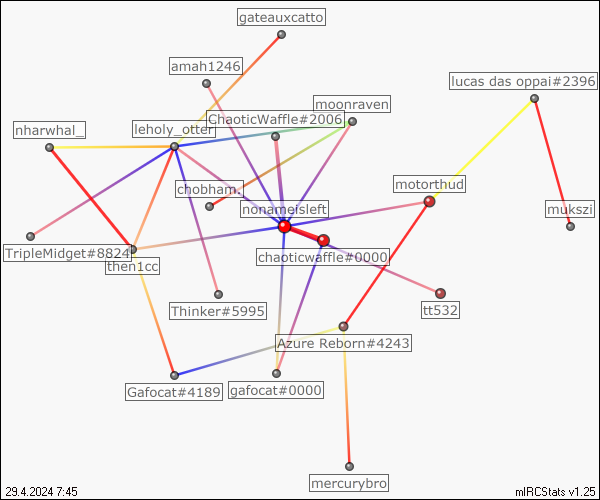 gateauxcatto
amah1246
lucas das oppai#2396
moonraven
ChaoticWaffle#2006
nharwhal_
leholy_otter
chobham.
motorthud
nonameisleft
mukszi
TripleMidget#8824
chaoticwaffle#0000
then1cc
Thinker#5995
tt532
Azure Reborn#4243
Gafocat#4189
gafocat#0000
mercurybro
29.4.2024 7:45
mIRCStats v1.25